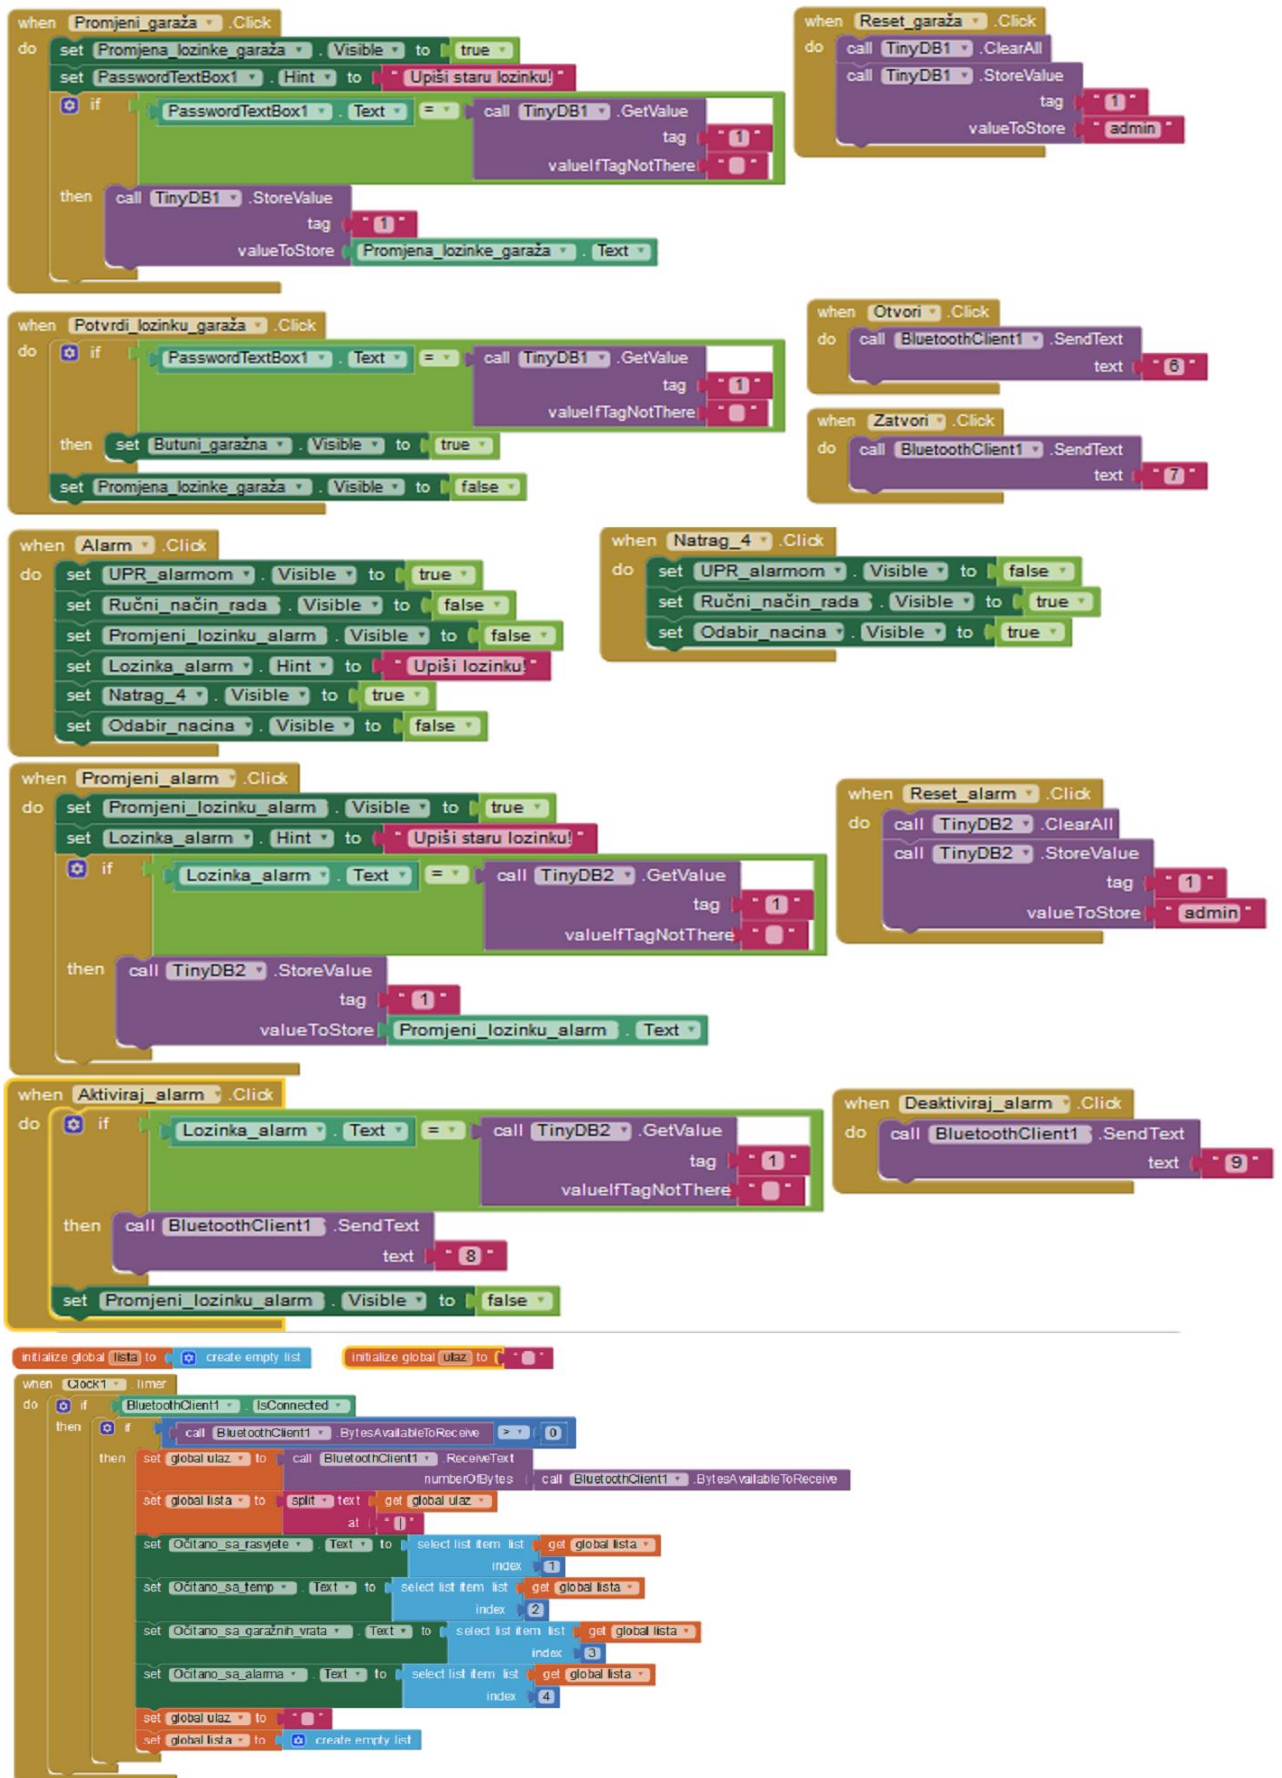 when Promjeni_garaža .Click
do set Promjena_lozinke_garaža . Visible to true
set PasswordTextBox1 . Hint to " Upiši staru lozinku! "
if PasswordTextBox1 . Text = call TinyDB1 .GetValue
tag " 1 "
valueIfTagNotThere " "
then call TinyDB1 .StoreValue
tag " 1 "
valueToStore Promjena_lozinke_garaža . Text
when Reset_garaža .Click
do call TinyDB1 .ClearAll
call TinyDB1 .StoreValue
tag " 1 "
valueToStore " admin "
when Potvrdi_lozinku_garaža .Click
do if PasswordTextBox1 . Text = call TinyDB1 .GetValue
tag " 1 "
valueIfTagNotThere " "
then set Butuni_garažna . Visible to true
set Promjena_lozinke_garaža . Visible to false
when Otvori .Click
do call BluetoothClient1 .SendText
text " 6 "
when Zatvori .Click
do call BluetoothClient1 .SendText
text " 7 "
when Alarm .Click
do set UPR_alarmom . Visible to true
set Ručni_način_rada . Visible to false
set Promjeni_lozinku_alarm . Visible to false
set Lozinka_alarm . Hint to " Upiši lozinku! "
set Natrag_4 . Visible to true
set Odabir_nacina . Visible to false
when Natrag_4 .Click
do set UPR_alarmom . Visible to false
set Ručni_način_rada . Visible to true
set Odabir_nacina . Visible to true
when Promjeni_alarm .Click
do set Promjeni_lozinku_alarm . Visible to true
set Lozinka_alarm . Hint to " Upiši staru lozinku! "
if Lozinka_alarm . Text = call TinyDB2 .GetValue
tag " 1 "
valueIfTagNotThere " "
then call TinyDB2 .StoreValue
tag " 1 "
valueToStore Promjeni_lozinku_alarm . Text
when Reset_alarm .Click
do call TinyDB2 .ClearAll
call TinyDB2 .StoreValue
tag " 1 "
valueToStore " admin "
when Aktiviraj_alarm .Click
do if Lozinka_alarm . Text = call TinyDB2 .GetValue
tag " 1 "
valueIfTagNotThere " "
then call BluetoothClient1 .SendText
text " 8 "
set Promjeni_lozinku_alarm . Visible to false
when Deaktiviraj_alarm .Click
do call BluetoothClient1 .SendText
text " 9 "
initialize global lista to create empty list
initialize global ulaz to " "
when Clock1 .Timer
do if BluetoothClient1 . IsConnected
then if call BluetoothClient1 .BytesAvailableToReceive > 0
then set global ulaz to call BluetoothClient1 .ReceiveText
numberOfBytes call BluetoothClient1 .BytesAvailableToReceive
set global lista to split text get global ulaz
at " | "
set Očitano_sa_rasvjete . Text to select list item list get global lista
index 1
set Očitano_sa_temp . Text to select list item list get global lista
index 2
set Očitano_sa_garažnih_vrata . Text to select list item list get global lista
index 3
set Očitano_sa_alarma . Text to select list item list get global lista
index 4
set global ulaz to " "
set global lista to create empty list